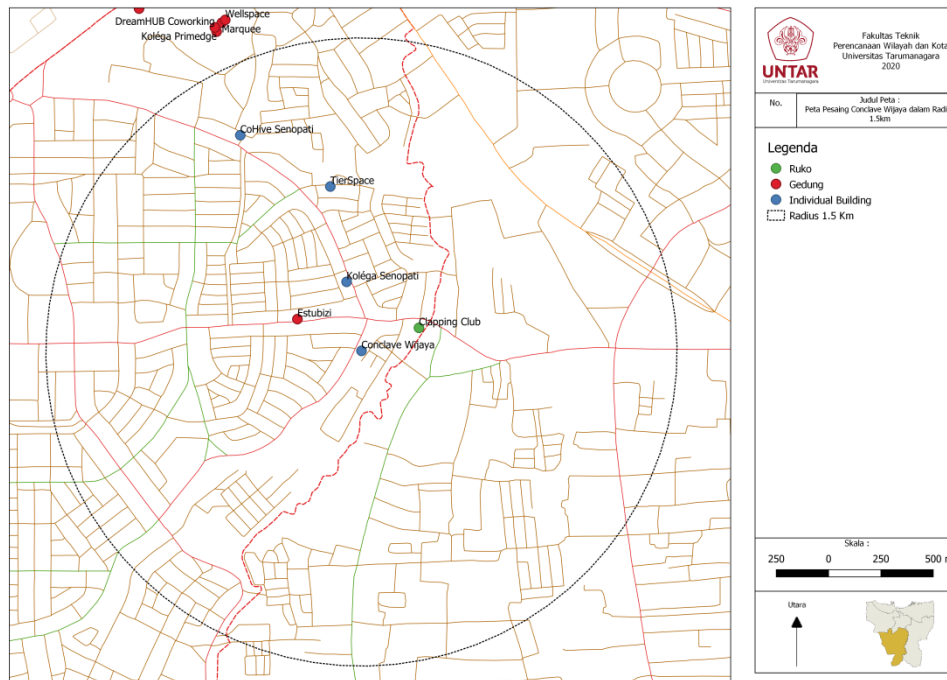 Wellspace
DreamHUB Coworking
Marquee
Koléga Primedge
CoHive Senopati
TierSpace
Koléga Senopati
Estubizi
Clapping Club
Conclave Wijaya
UNTAR
Universitas Tarumanagara
Fakultas Teknik
Perencanaan Wilayah dan Kota
Universitas Tarumanagara
2020
No.
Judul Peta :
Peta Pesaing Conclave Wijaya dalam Radi
1.5km
Legenda
Ruko
Gedung
Individual Building
Radius 1.5 Km
Skala :
250 0 250 500 m
Utara